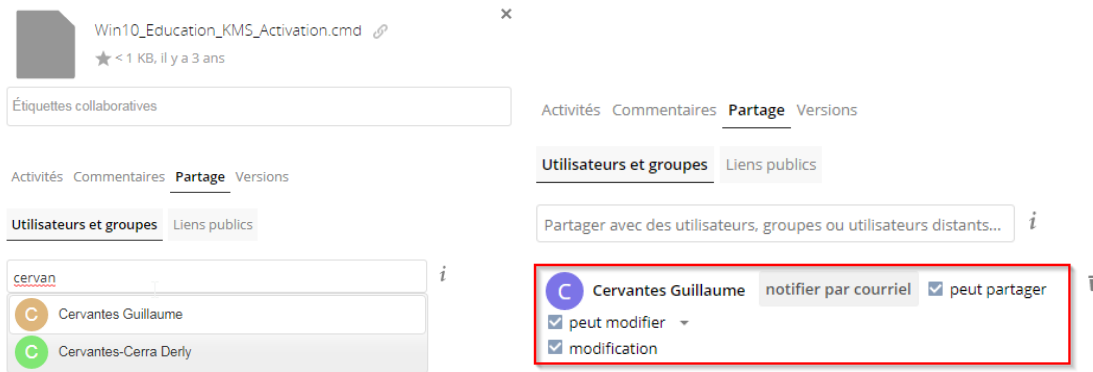 Win10_Education_KMS_Activation.cmd
< 1 KB, il y a 3 ans
Étiquettes collaboratives
Activités Commentaires Partage Versions
Utilisateurs et groupes Liens publics
cervan
i
C Cervantes Guillaume
C Cervantes-Cerra Derly
Activités Commentaires Partage Versions
Utilisateurs et groupes Liens publics
Partager avec des utilisateurs, groupes ou utilisateurs distants...
i
C Cervantes Guillaume notifier par courriel peut partager
peut modifier
modification